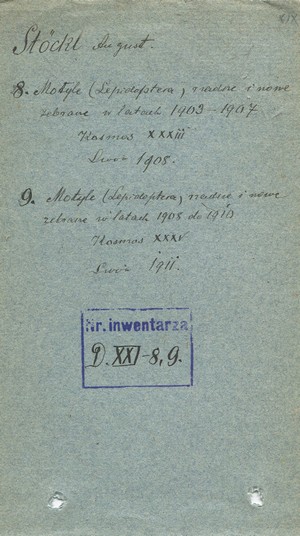 Stöckl August.
8. Motyle (Lepidoptera) rzadsze i nowe
zebrane w latach 1903-1907
Kosmos XXXIII
Lwów 1908.
9. Motyle (Lepidoptera) rzadsze i nowe
zebrane w latach 1908 do 1910
Kosmos XXXV
Lwów 1911.
Nr. inwentarza
D. XXI-8,9.